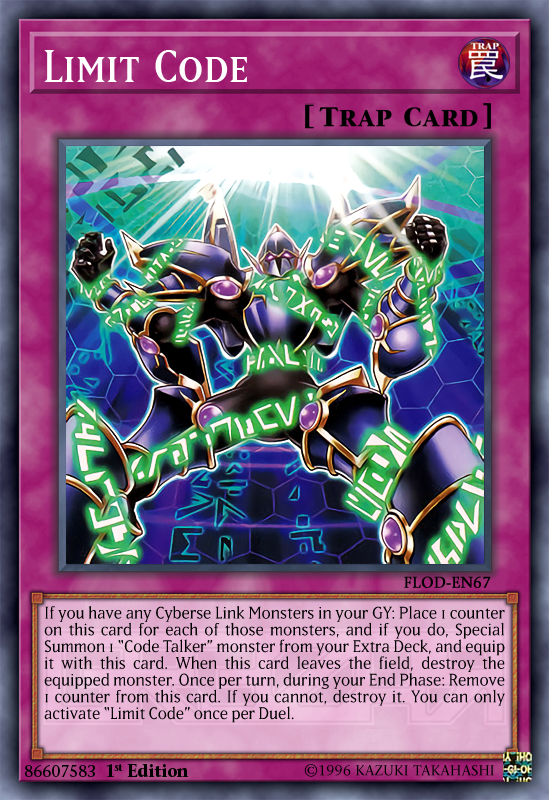 Limit Code
TRAP
罠
[Trap Card]
HALE
FLOD-EN67
If you have any Cyberse Link Monsters in your GY: Place 1 counter
on this card for each of those monsters, and if you do, Special
Summon 1 "Code Talker" monster from your Extra Deck, and equip
it with this card. When this card leaves the field, destroy the
equipped monster. Once per turn, during your End Phase: Remove
1 counter from this card. If you cannot, destroy it. You can only
activate "Limit Code" once per Duel.
86607583 1st Edition ©1996 KAZUKI TAKAHASHI